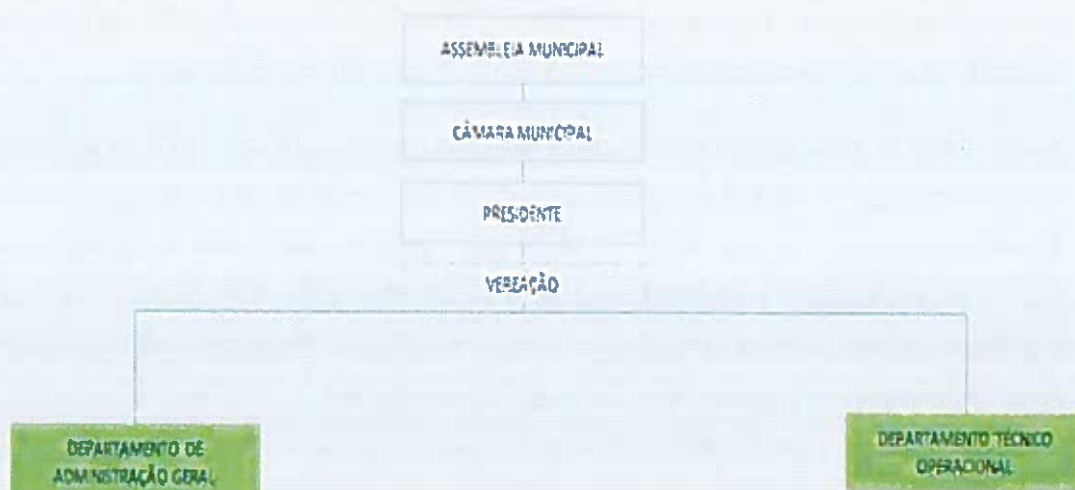 ASSEMBLEIA MUNICIPAL
CÂMARA MUNICIPAL
PRESIDENTE
VEREAÇÃO
DEPARTAMENTO DE
ADMINISTRAÇÃO GERAL
DEPARTAMENTO TÉCNICO
OPERACIONAL